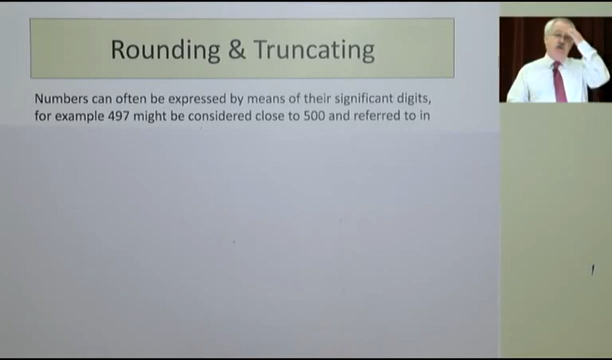 Rounding & Truncating
Numbers can often be expressed by means of their significant digits,
for example 497 might be considered close to 500 and referred to in